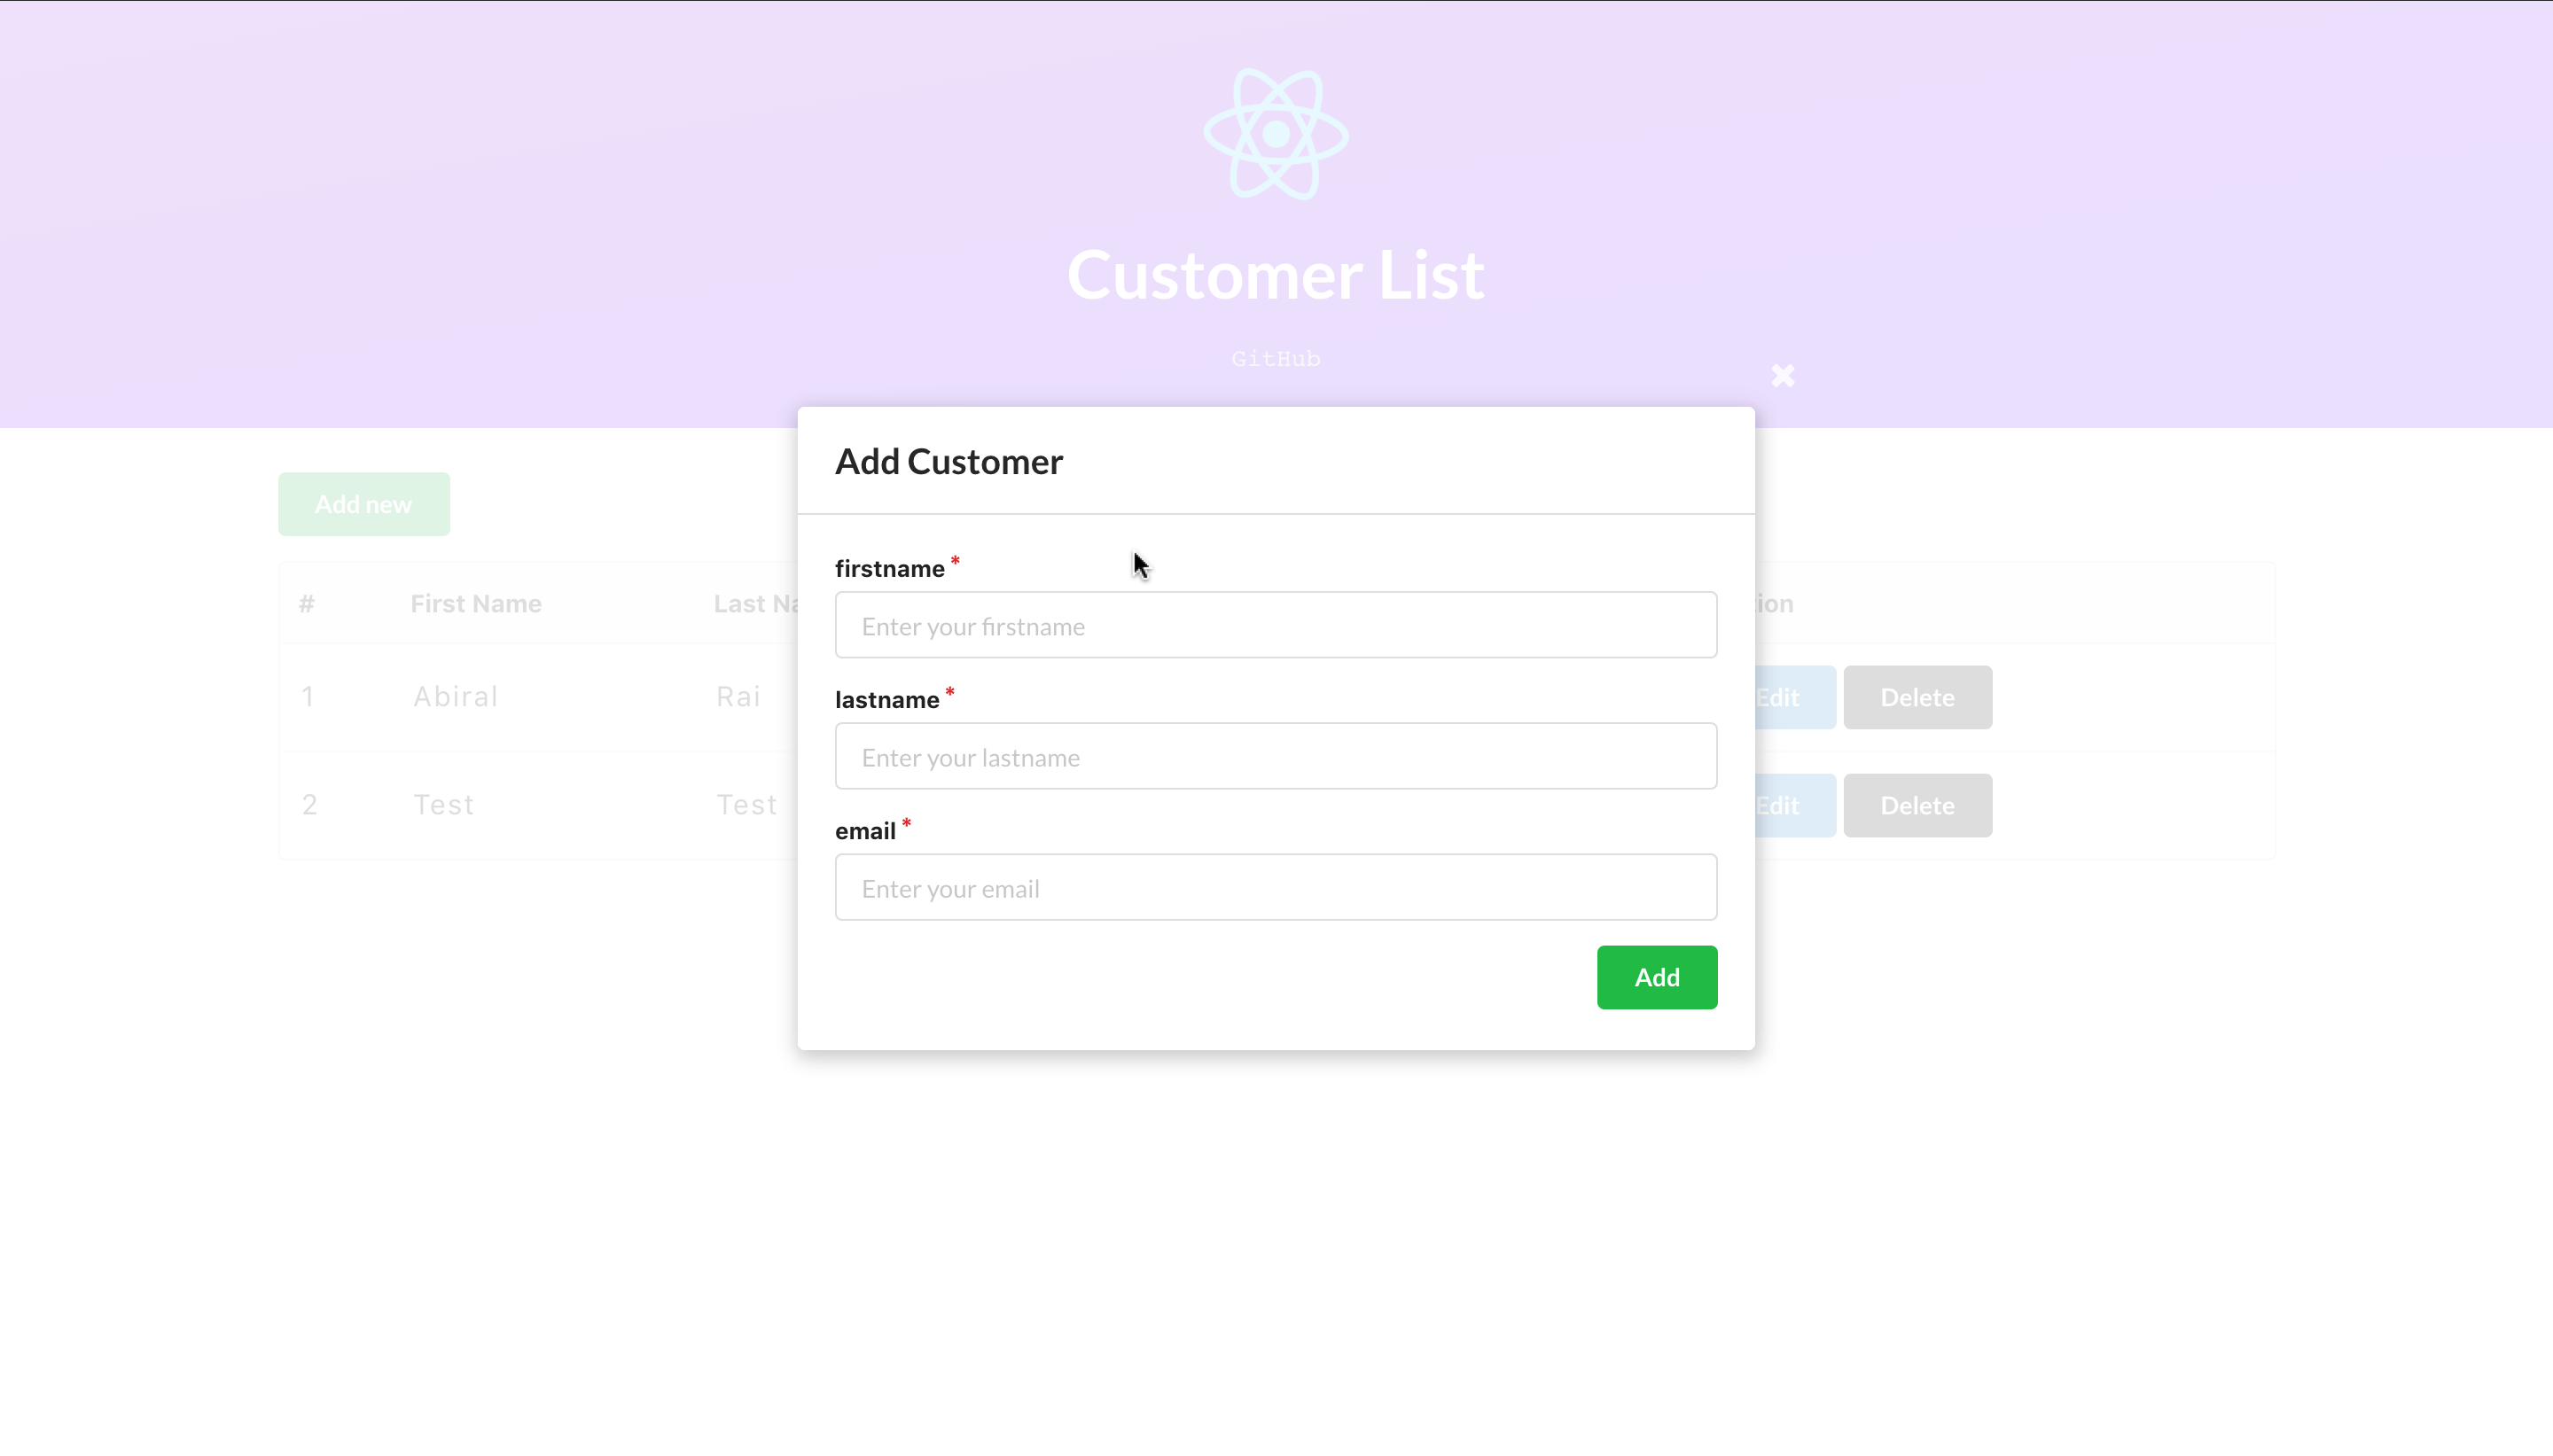 Customer List
GitHub
Add Customer
Add new
firstname *
# First Name Last Na tion
Enter your firstname
1 Abiral Rai Edit Delete
lastname *
Enter your lastname
2 Test Test Edit Delete
email *
Enter your email
Add